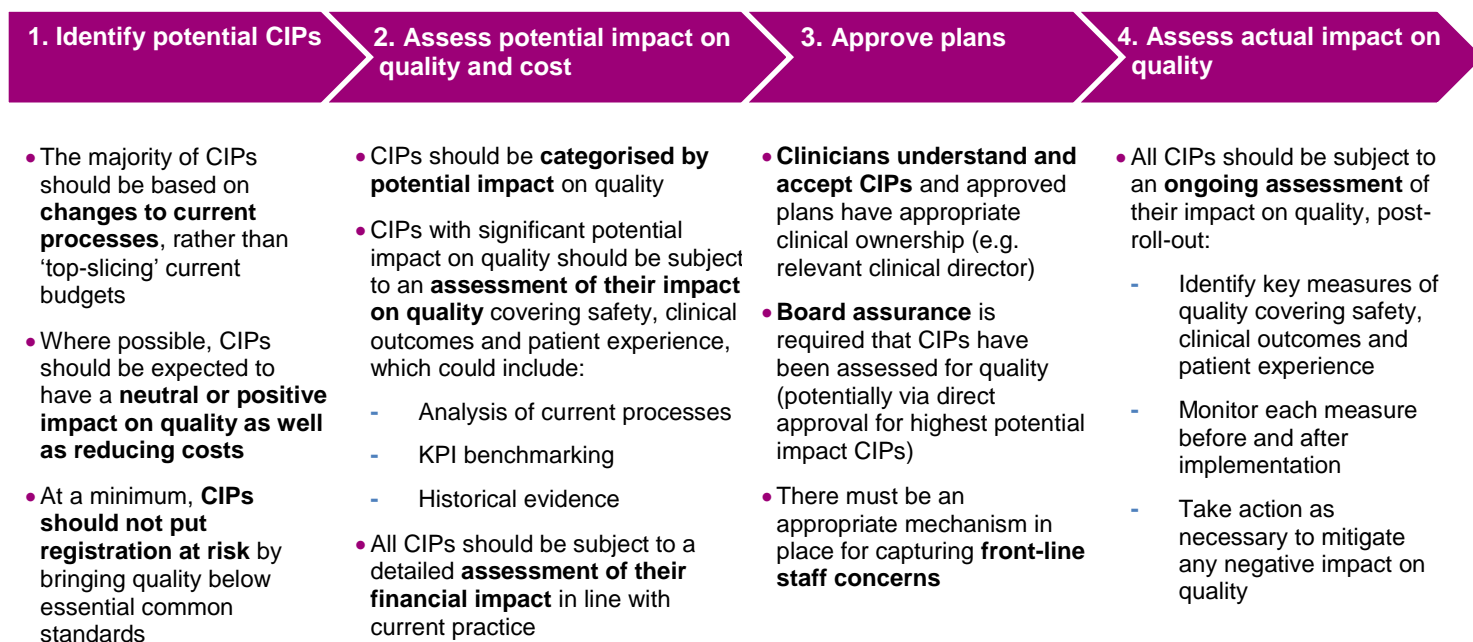 1. Identify potential CIPs
2. Assess potential impact on
quality and cost
3. Approve plans
4. Assess actual impact on
quality
• The majority of CIPs
should be based on
changes to current
processes, rather than
‘top-slicing’ current
budgets
• Where possible, CIPs
should be expected to
have a neutral or positive
impact on quality as well
as reducing costs
• At a minimum, CIPs
should not put
registration at risk by
bringing quality below
essential common
standards
• CIPs should be categorised by
potential impact on quality
• CIPs with significant potential
impact on quality should be subject
to an assessment of their impact
on quality covering safety, clinical
outcomes and patient experience,
which could include:
- Analysis of current processes
- KPI benchmarking
- Historical evidence
• All CIPs should be subject to a
detailed assessment of their
financial impact in line with
current practice
• Clinicians understand and
accept CIPs and approved
plans have appropriate
clinical ownership (e.g.
relevant clinical director)
• Board assurance is
required that CIPs have
been assessed for quality
(potentially via direct
approval for highest potential
impact CIPs)
• There must be an
appropriate mechanism in
place for capturing front-line
staff concerns
• All CIPs should be subject to
an ongoing assessment of
their impact on quality, post-
roll-out:
- Identify key measures of
quality covering safety,
clinical outcomes and
patient experience
- Monitor each measure
before and after
implementation
- Take action as
necessary to mitigate
any negative impact on
quality